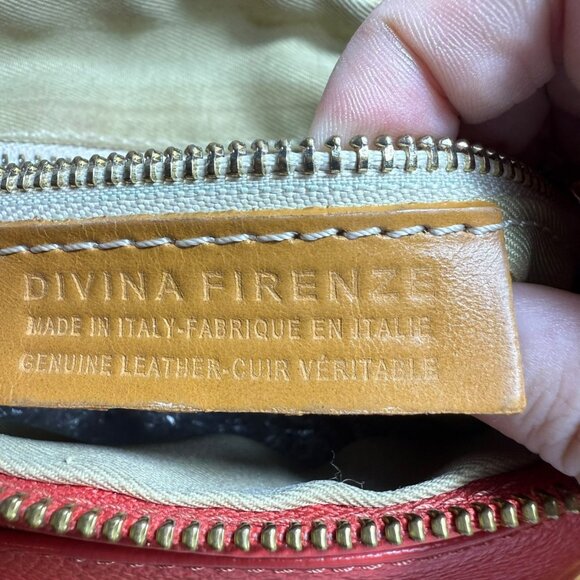 DIVINA FIRENZE
MADE IN ITALY-FABRIQUE EN ITALIE
GENUINE LEATHER-CUIR VÉRITABLE